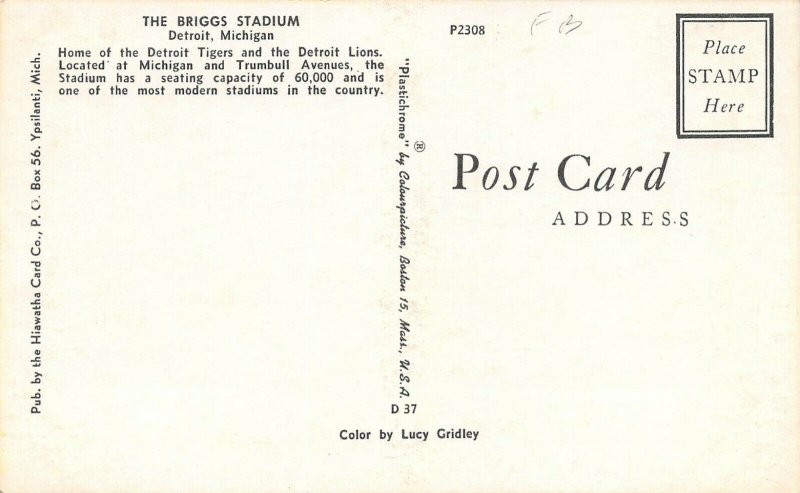 THE BRIGGS STADIUM
Detroit, Michigan
Home of the Detroit Tigers and the Detroit Lions.
Located at Michigan and Trumbull Avenues, the
Stadium has a seating capacity of 60,000 and is
one of the most modern stadiums in the country.
Pub. by the Hiawatha Card Co., P. O. Box 56. Ypsilanti, Mich.
"Plastichrome" ® by Colourpicture, Boston 15, Mass., U.S.A.
D 37
Color by Lucy Gridley
P2308
F B
Place
STAMP
Here
Post Card
ADDRESS